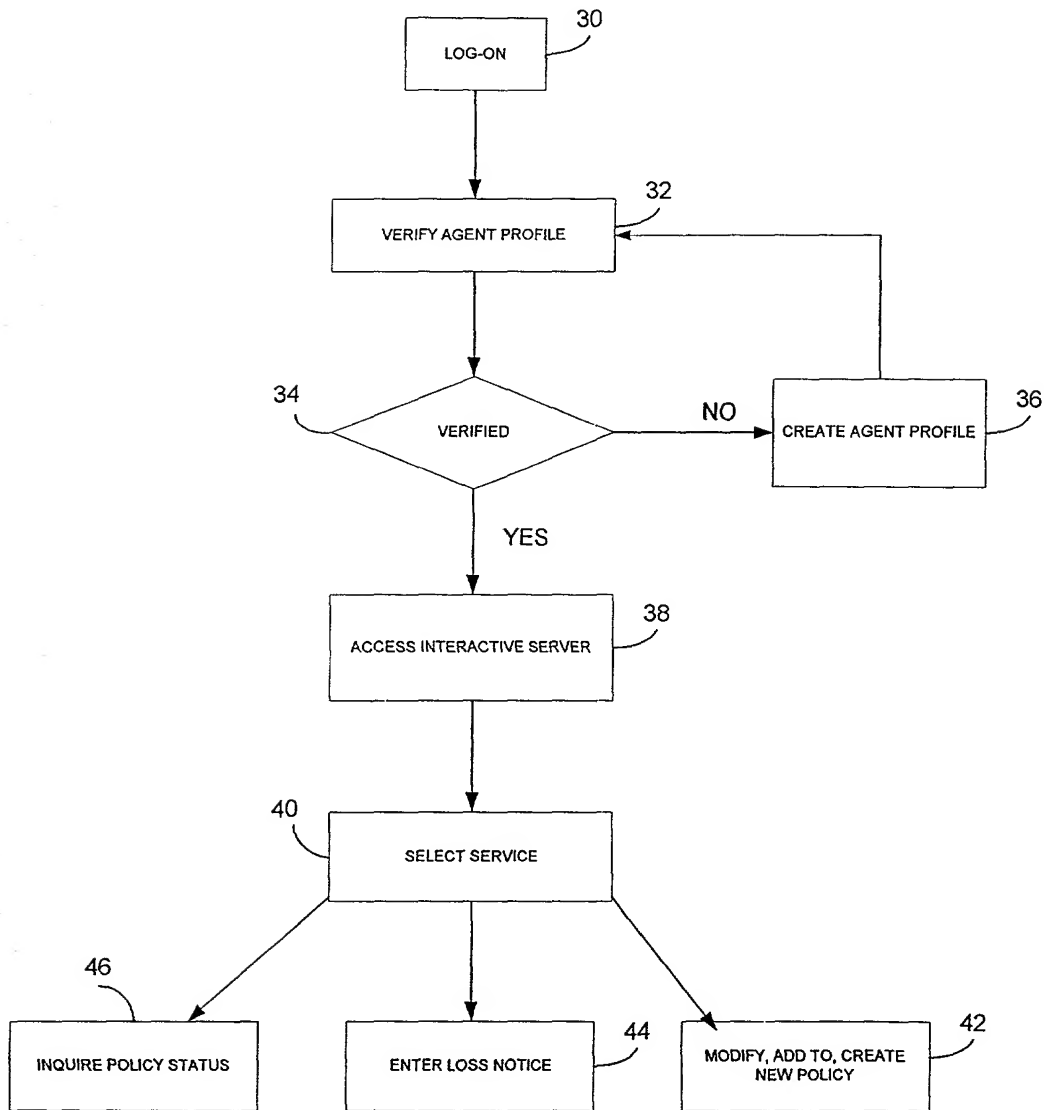 30
LOG-ON
32
VERIFY AGENT PROFILE
34
VERIFIED
NO
36
CREATE AGENT PROFILE
YES
38
ACCESS INTERACTIVE SERVER
40
SELECT SERVICE
46
INQUIRE POLICY STATUS
44
ENTER LOSS NOTICE
42
MODIFY, ADD TO, CREATE
NEW POLICY